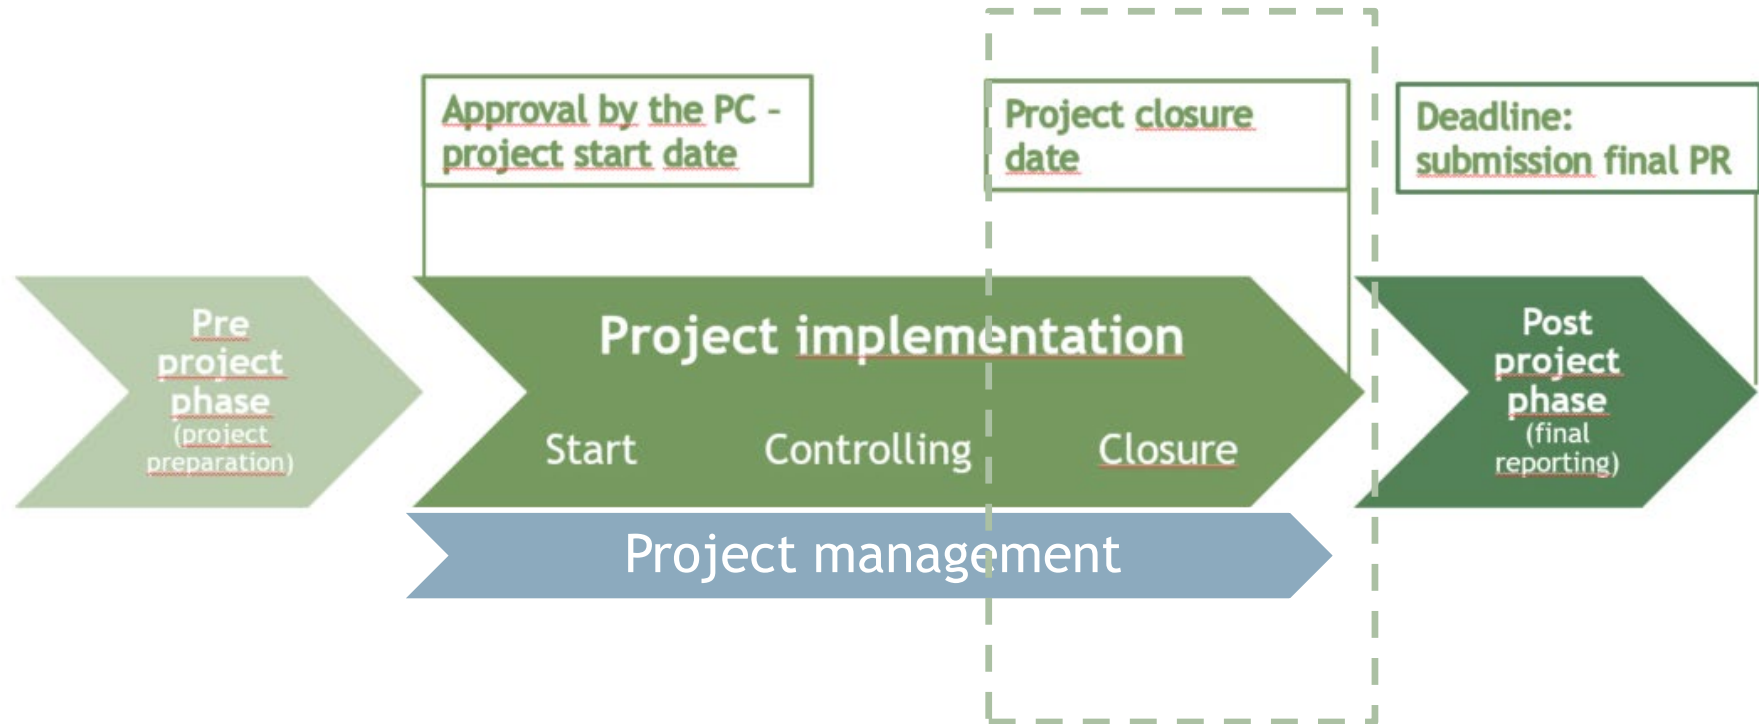 Approval by the PC –
project start date
Project closure
date
Deadline:
submission final PR
Pre
project
phase
(project
preparation)
Project implementation
Start Controlling Closure
Post
project
phase
(final
reporting)
Project management